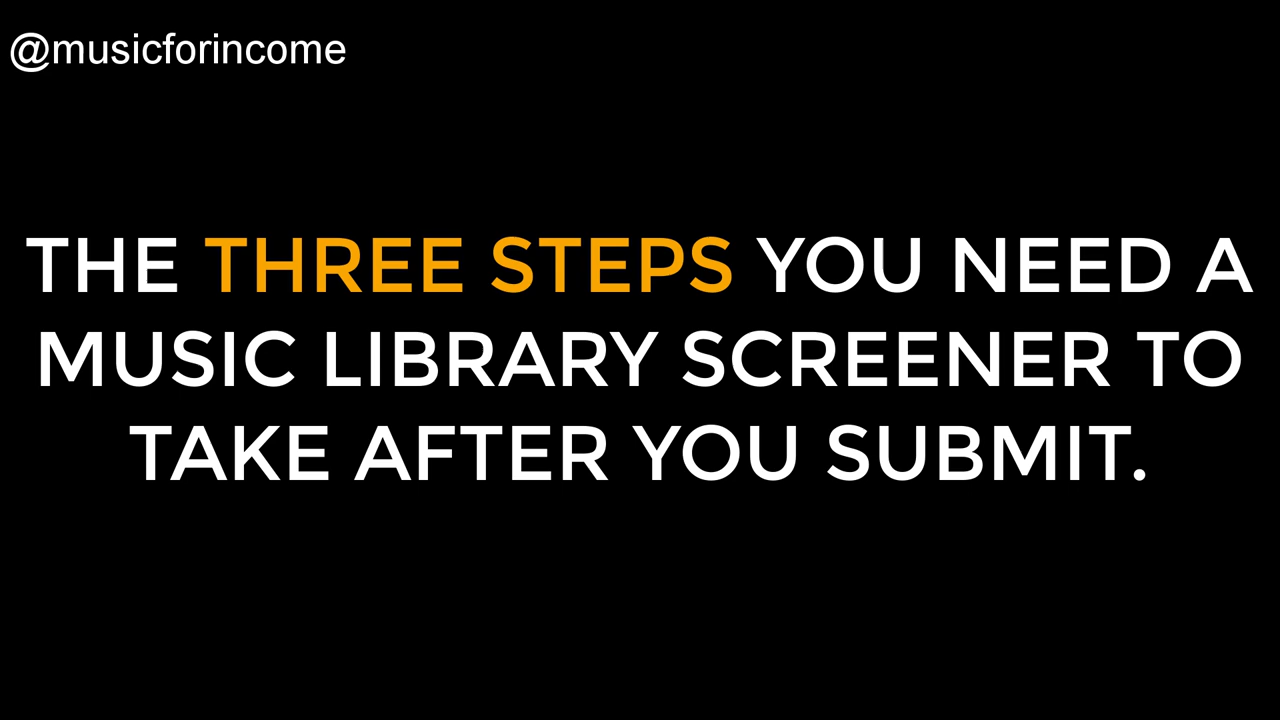 @musicforincome
THE THREE STEPS YOU NEED A
MUSIC LIBRARY SCREENER TO
TAKE AFTER YOU SUBMIT.